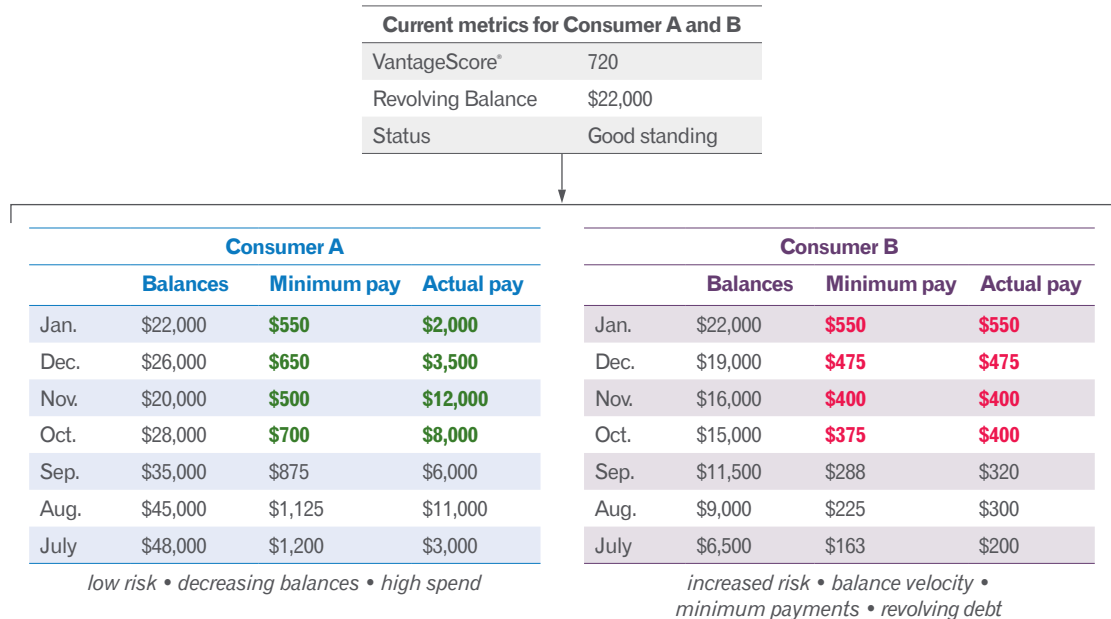 Current metrics for Consumer A and B
VantageScore® 720
Revolving Balance $22,000
Status Good standing
Consumer A
Balances Minimum pay Actual pay
Jan. $22,000 $550 $2,000
Dec. $26,000 $650 $3,500
Nov. $20,000 $500 $12,000
Oct. $28,000 $700 $8,000
Sep. $35,000 $875 $6,000
Aug. $45,000 $1,125 $11,000
July $48,000 $1,200 $3,000
low risk • decreasing balances • high spend
Consumer B
Balances Minimum pay Actual pay
Jan. $22,000 $550 $550
Dec. $19,000 $475 $475
Nov. $16,000 $400 $400
Oct. $15,000 $375 $400
Sep. $11,500 $288 $320
Aug. $9,000 $225 $300
July $6,500 $163 $200
increased risk • balance velocity •
minimum payments • revolving debt